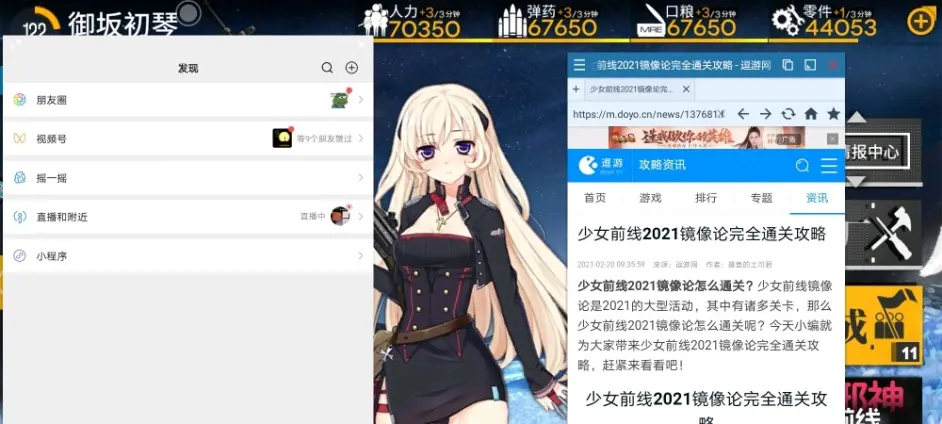 122 御坂初琴
人力+3/3分钟
70350
弹药+3/3分钟
67650
口粮+3/3分钟
MRE 67650
零件+1/3分钟
44053
发现
朋友圈
视频号
等9个朋友赞过
摇一摇
直播和附近
直播中
小程序
前线2021镜像论完全通关攻略 - 逗游网
少女前线2021镜像论完...
https://m.doyo.cn/news/137681
广告
逗游
doyo.cn
攻略资讯
首页 游戏 排行 专题 资讯
少女前线2021镜像论完全通关攻略
2021-02-20 09:35:59 来源：逗游网 作者：摸鱼的土司君
少女前线2021镜像论怎么通关？少女前线镜像
论是2021的大型活动，其中有诸多关卡，那么
少女前线2021镜像论怎么通关呢？今天小编就
为大家带来少女前线2021镜像论完全通关攻
略，赶紧来看看吧！
少女前线2021镜像论完全通关攻
略
情报中心
11
邪神
前线